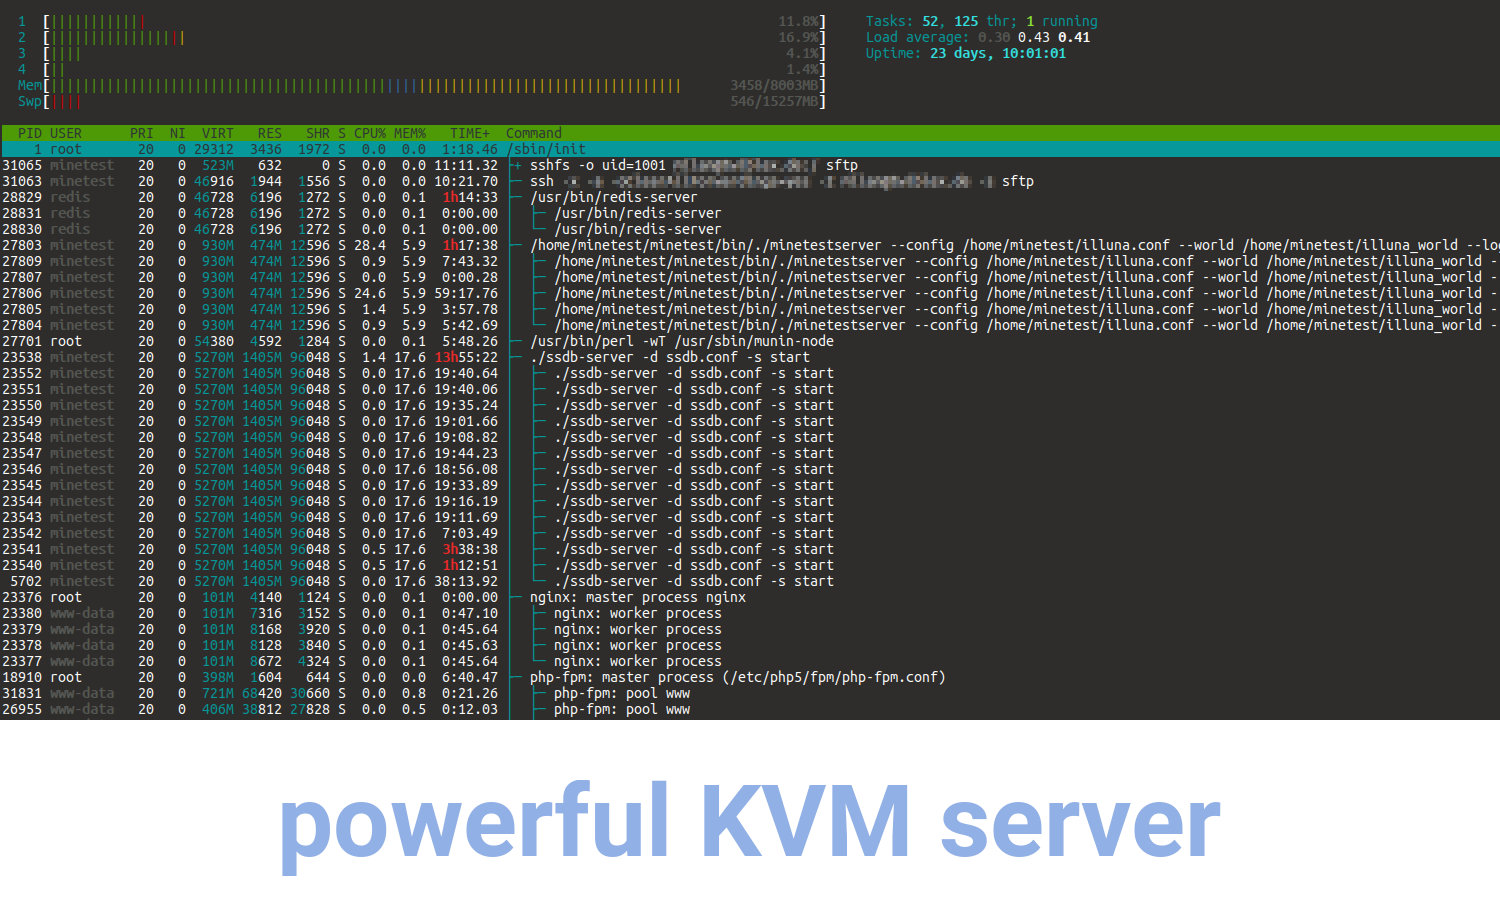 1 [||||||||||||                                 11.8%] Tasks: 52, 125 thr; 1 running
2 [|||||||||||||||||                            16.9%] Load average: 0.30 0.43 0.41
3 [||||                                          4.1%] Uptime: 23 days, 10:01:01
4 [||                                            1.4%]
Mem[||||||||||||||||||||||||||||||||||||||||||||||||||||||||||||||||||||||||||||||| 3458/8003MB]
Swp[||||                                 546/15257MB]
PID USER PRI NI VIRT RES SHR S CPU% MEM% TIME+ Command
1 root 20 0 29312 3436 1972 S 0.0 0.0 1:18.46 /sbin/init
31065 minetest 20 0 523M 632 0 S 0.0 0.0 11:11.32 ├+ sshfs -o uid=1001 sftp
31063 minetest 20 0 46916 1944 1556 S 0.0 0.0 10:21.70 ├─ ssh sftp
28829 redis 20 0 46728 6196 1272 S 0.0 0.1 1h14:33 ├─ /usr/bin/redis-server
28831 redis 20 0 46728 6196 1272 S 0.0 0.1 0:00.00 │ ├─ /usr/bin/redis-server
28830 redis 20 0 46728 6196 1272 S 0.0 0.1 0:00.00 │ └─ /usr/bin/redis-server
27803 minetest 20 0 930M 474M 12596 S 28.4 5.9 1h17:38 ├─ /home/minetest/minetest/bin/./minetestserver --config /home/minetest/illuna.conf --world /home/minetest/illuna_world --log
27809 minetest 20 0 930M 474M 12596 S 0.9 5.9 7:43.32 │ ├─ /home/minetest/minetest/bin/./minetestserver --config /home/minetest/illuna.conf --world /home/minetest/illuna_world -
27807 minetest 20 0 930M 474M 12596 S 0.0 5.9 0:00.28 │ ├─ /home/minetest/minetest/bin/./minetestserver --config /home/minetest/illuna.conf --world /home/minetest/illuna_world -
27806 minetest 20 0 930M 474M 12596 S 24.6 5.9 59:17.76 │ ├─ /home/minetest/minetest/bin/./minetestserver --config /home/minetest/illuna.conf --world /home/minetest/illuna_world -
27805 minetest 20 0 930M 474M 12596 S 1.4 5.9 3:57.78 │ ├─ /home/minetest/minetest/bin/./minetestserver --config /home/minetest/illuna.conf --world /home/minetest/illuna_world -
27804 minetest 20 0 930M 474M 12596 S 0.9 5.9 5:42.69 │ └─ /home/minetest/minetest/bin/./minetestserver --config /home/minetest/illuna.conf --world /home/minetest/illuna_world -
27701 root 20 0 54380 4592 1284 S 0.0 0.1 5:48.26 ├─ /usr/bin/perl -wT /usr/sbin/munin-node
23538 minetest 20 0 5270M 1405M 96048 S 1.4 17.6 13h55:22 ├─ ./ssdb-server -d ssdb.conf -s start
23552 minetest 20 0 5270M 1405M 96048 S 0.0 17.6 19:40.64 │ ├─ ./ssdb-server -d ssdb.conf -s start
23551 minetest 20 0 5270M 1405M 96048 S 0.0 17.6 19:40.06 │ ├─ ./ssdb-server -d ssdb.conf -s start
23550 minetest 20 0 5270M 1405M 96048 S 0.0 17.6 19:35.24 │ ├─ ./ssdb-server -d ssdb.conf -s start
23549 minetest 20 0 5270M 1405M 96048 S 0.0 17.6 19:01.66 │ ├─ ./ssdb-server -d ssdb.conf -s start
23548 minetest 20 0 5270M 1405M 96048 S 0.0 17.6 19:08.82 │ ├─ ./ssdb-server -d ssdb.conf -s start
23547 minetest 20 0 5270M 1405M 96048 S 0.0 17.6 19:44.23 │ ├─ ./ssdb-server -d ssdb.conf -s start
23546 minetest 20 0 5270M 1405M 96048 S 0.0 17.6 18:56.08 │ ├─ ./ssdb-server -d ssdb.conf -s start
23545 minetest 20 0 5270M 1405M 96048 S 0.0 17.6 19:33.89 │ ├─ ./ssdb-server -d ssdb.conf -s start
23544 minetest 20 0 5270M 1405M 96048 S 0.0 17.6 19:16.19 │ ├─ ./ssdb-server -d ssdb.conf -s start
23543 minetest 20 0 5270M 1405M 96048 S 0.0 17.6 19:11.69 │ ├─ ./ssdb-server -d ssdb.conf -s start
23542 minetest 20 0 5270M 1405M 96048 S 0.0 17.6 7:03.49 │ ├─ ./ssdb-server -d ssdb.conf -s start
23541 minetest 20 0 5270M 1405M 96048 S 0.5 17.6 3h38:38 │ ├─ ./ssdb-server -d ssdb.conf -s start
23540 minetest 20 0 5270M 1405M 96048 S 0.5 17.6 1h12:51 │ ├─ ./ssdb-server -d ssdb.conf -s start
5702 minetest 20 0 5270M 1405M 96048 S 0.0 17.6 38:13.92 │ └─ ./ssdb-server -d ssdb.conf -s start
23376 root 20 0 101M 4140 1124 S 0.0 0.1 0:00.00 ├─ nginx: master process nginx
23380 www-data 20 0 101M 7316 3152 S 0.0 0.1 0:47.10 │ ├─ nginx: worker process
23379 www-data 20 0 101M 8168 3920 S 0.0 0.1 0:45.64 │ ├─ nginx: worker process
23378 www-data 20 0 101M 8128 3840 S 0.0 0.1 0:45.63 │ ├─ nginx: worker process
23377 www-data 20 0 101M 8672 4324 S 0.0 0.1 0:45.64 │ └─ nginx: worker process
18910 root 20 0 398M 1604 644 S 0.0 0.0 6:40.47 ├─ php-fpm: master process (/etc/php5/fpm/php-fpm.conf)
31831 www-data 20 0 721M 68420 30660 S 0.0 0.8 0:21.26 │ ├─ php-fpm: pool www
26955 www-data 20 0 406M 38812 27828 S 0.0 0.5 0:12.03 │ ├─ php-fpm: pool www
powerful KVM server